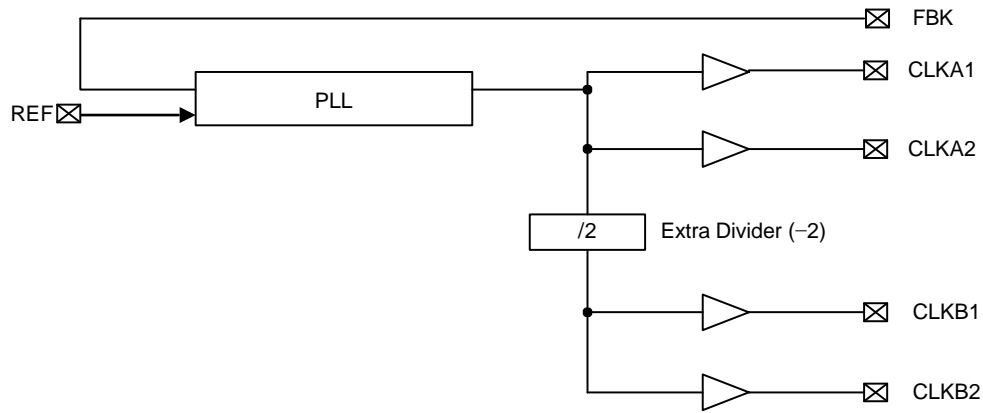 FBK
CLKA1
REF
PLL
CLKA2
/2
Extra Divider (−2)
CLKB1
CLKB2